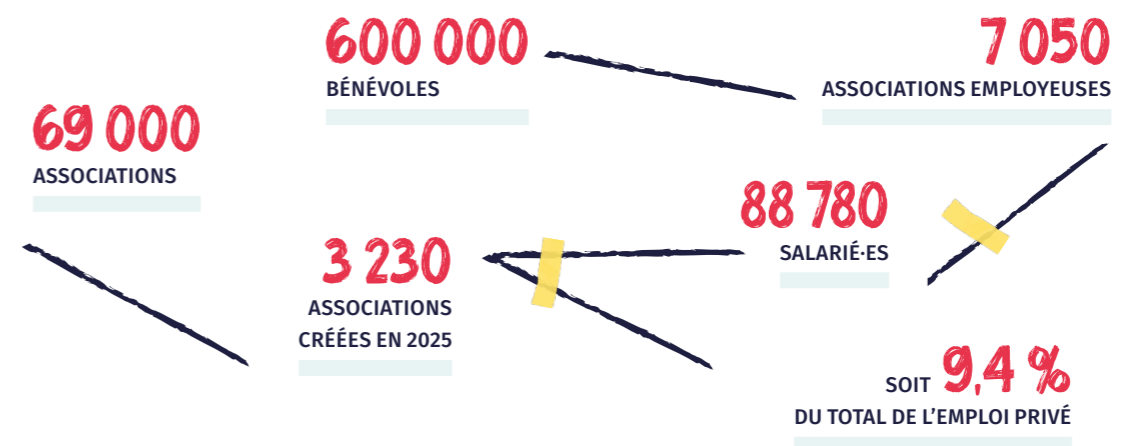 69 000
ASSOCIATIONS
600 000
BÉNÉVOLES
7 050
ASSOCIATIONS EMPLOYEUSES
3 230
ASSOCIATIONS
CRÉÉES EN 2025
88 780
SALARIÉ·ES
SOIT 9,4 %
DU TOTAL DE L’EMPLOI PRIVÉ